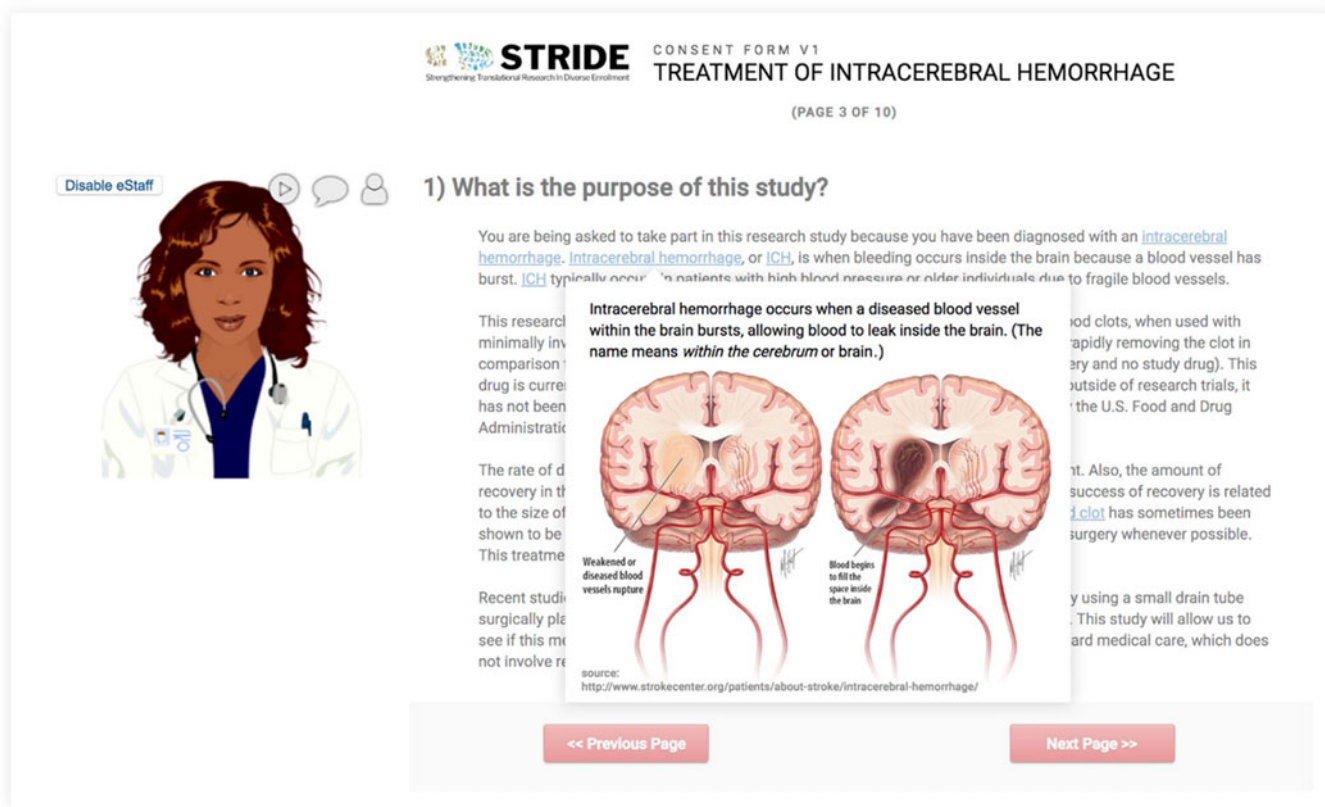 STRIDE
Strengthening Translational Research In Diverse Enrollment
CONSENT FORM V1
TREATMENT OF INTRACEREBRAL HEMORRHAGE
(PAGE 3 OF 10)
Disable eStaff
1) What is the purpose of this study?
You are being asked to take part in this research study because you have been diagnosed with an intracerebral
hemorrhage. Intracerebral hemorrhage, or ICH, is when bleeding occurs inside the brain because a blood vessel has
burst. ICH typically occurs in patients with high blood pressure or older individuals due to fragile blood vessels.
This research
od clots, when used with
minimally inv
rapidly removing the clot in
comparison
ery and no study drug). This
drug is curre
outside of research trials, it
has not been
the U.S. Food and Drug
Administratio
The rate of d
nt. Also, the amount of
recovery in th
success of recovery is related
to the size of
d clot has sometimes been
shown to be
surgery whenever possible.
This treatme
Recent studi
y using a small drain tube
surgically pla
. This study will allow us to
see if this me
ard medical care, which does
not involve re
Intracerebral hemorrhage occurs when a diseased blood vessel
within the brain bursts, allowing blood to leak inside the brain. (The
name means within the cerebrum or brain.)
Weakened or
diseased blood
vessels rupture
Blood begins
to fill the
space inside
the brain
source:
http://www.strokecenter.org/patients/about-stroke/intracerebral-hemorrhage/
<< Previous Page
Next Page >>